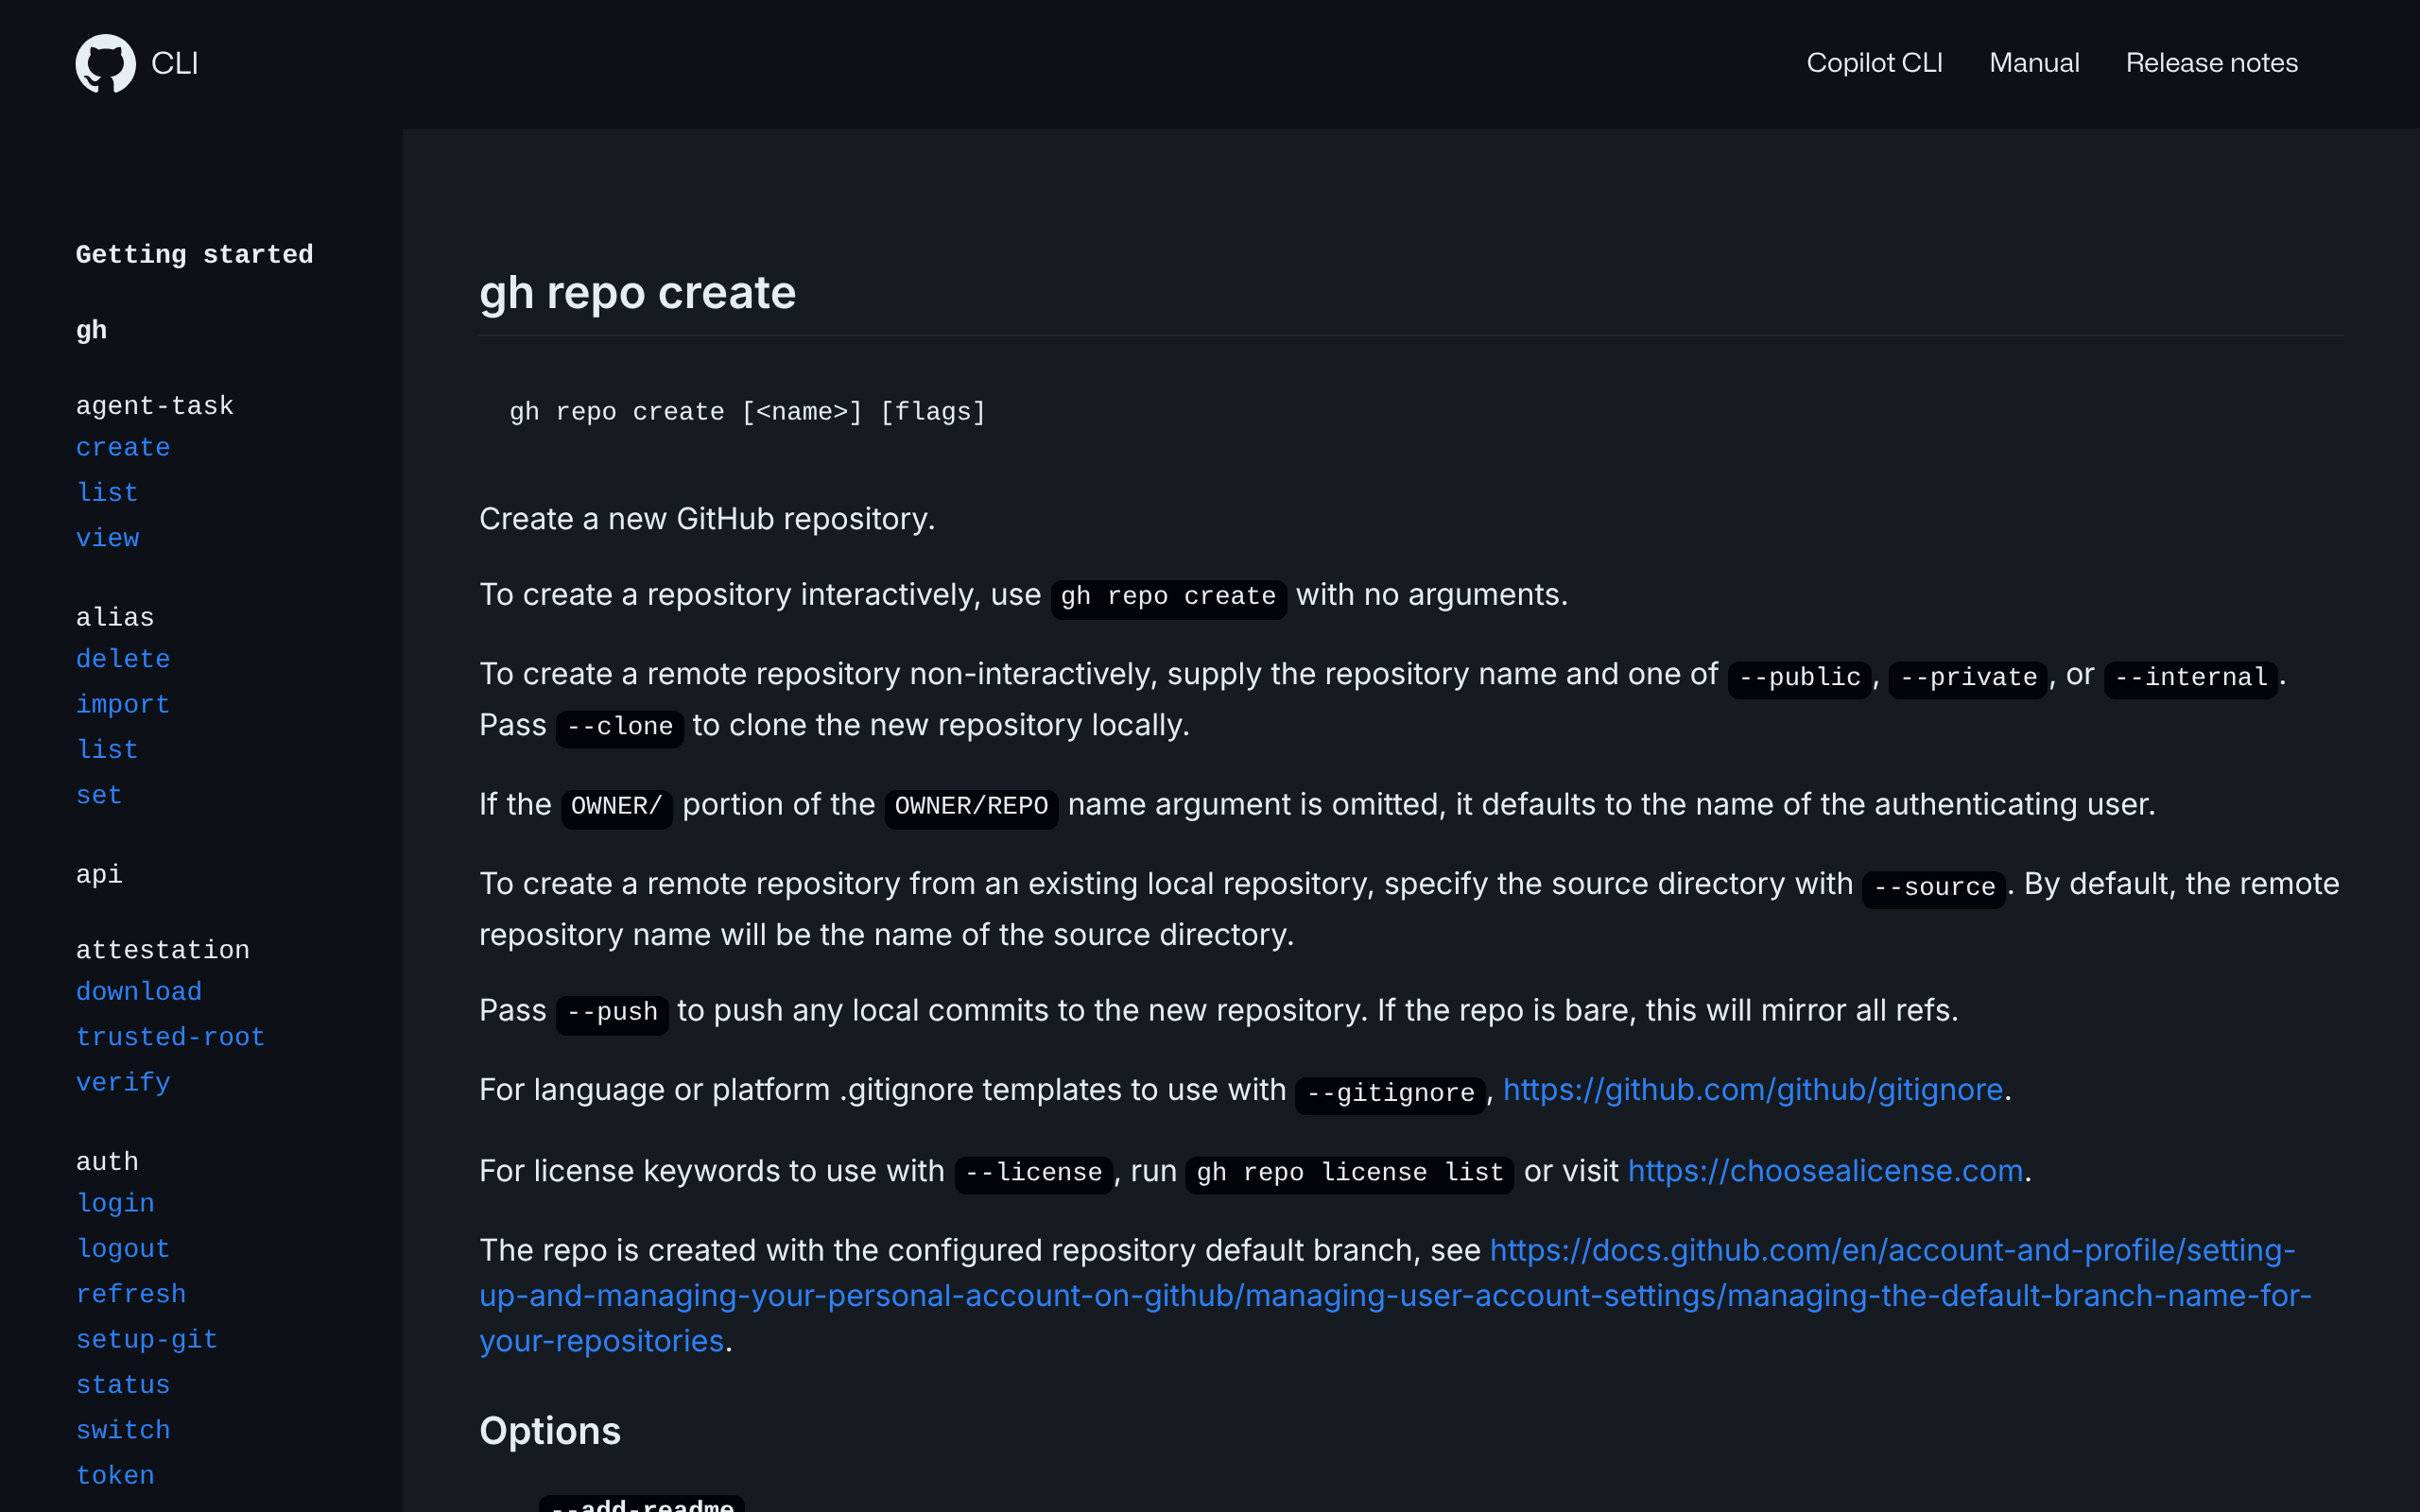 CLI
Copilot CLI
Manual
Release notes
Getting started
gh
agent-task
create
list
view
alias
delete
import
list
set
api
attestation
download
trusted-root
verify
auth
login
logout
refresh
setup-git
status
switch
token
gh repo create
gh repo create [<name>] [flags]
Create a new GitHub repository.
To create a repository interactively, use gh repo create with no arguments.
To create a remote repository non-interactively, supply the repository name and one of --public, --private, or --internal.
Pass --clone to clone the new repository locally.
If the OWNER/ portion of the OWNER/REPO name argument is omitted, it defaults to the name of the authenticating user.
To create a remote repository from an existing local repository, specify the source directory with --source. By default, the remote
repository name will be the name of the source directory.
Pass --push to push any local commits to the new repository. If the repo is bare, this will mirror all refs.
For language or platform .gitignore templates to use with --gitignore, https://github.com/github/gitignore.
For license keywords to use with --license, run gh repo license list or visit https://choosealicense.com.
The repo is created with the configured repository default branch, see https://docs.github.com/en/account-and-profile/setting-
up-and-managing-your-personal-account-on-github/managing-user-account-settings/managing-the-default-branch-name-for-
your-repositories.
Options
--add-readme